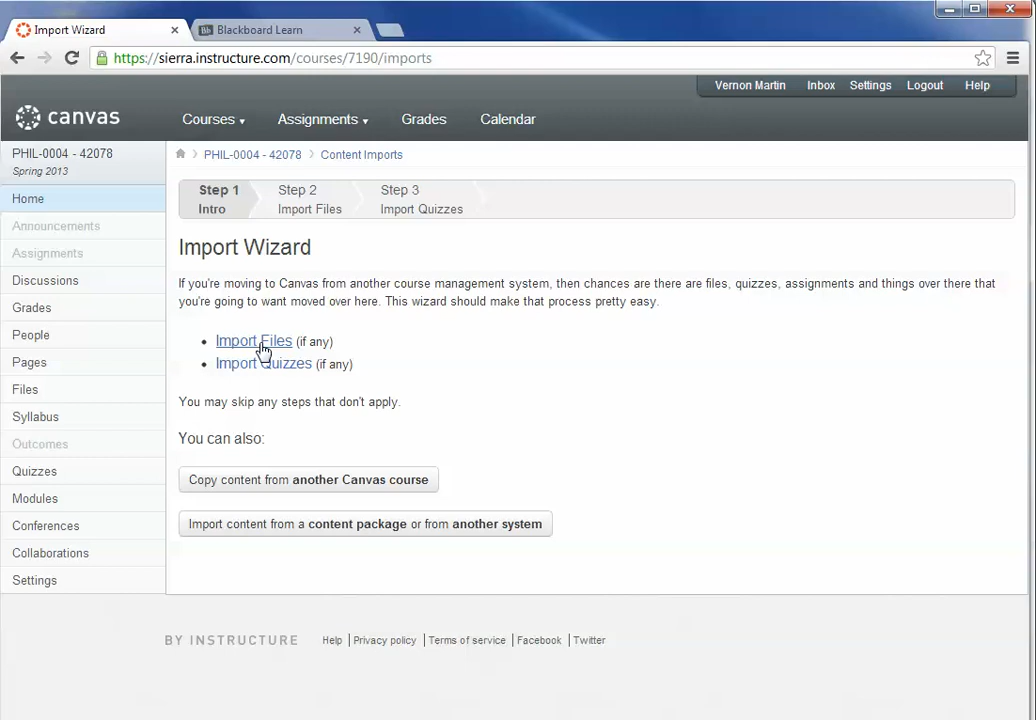 Import Wizard
Blackboard Learn
https://sierra.instructure.com/courses/7190/imports
Vernon Martin Inbox Settings Logout Help
canvas Courses Assignments Grades Calendar
PHIL-0004 - 42078
Spring 2013
Home
Announcements
Assignments
Discussions
Grades
People
Pages
Files
Syllabus
Outcomes
Quizzes
Modules
Conferences
Collaborations
Settings
PHIL-0004 - 42078 Content Imports
Step 1 Step 2 Step 3
Intro Import Files Import Quizzes
Import Wizard
If you're moving to Canvas from another course management system, then chances are there are files, quizzes, assignments and things over there that
you're going to want moved over here. This wizard should make that process pretty easy.
• Import Files (if any)
• Import Quizzes (if any)
You may skip any steps that don't apply.
You can also:
Copy content from another Canvas course
Import content from a content package or from another system
BY INSTRUCTURE Help Privacy policy Terms of service Facebook Twitter